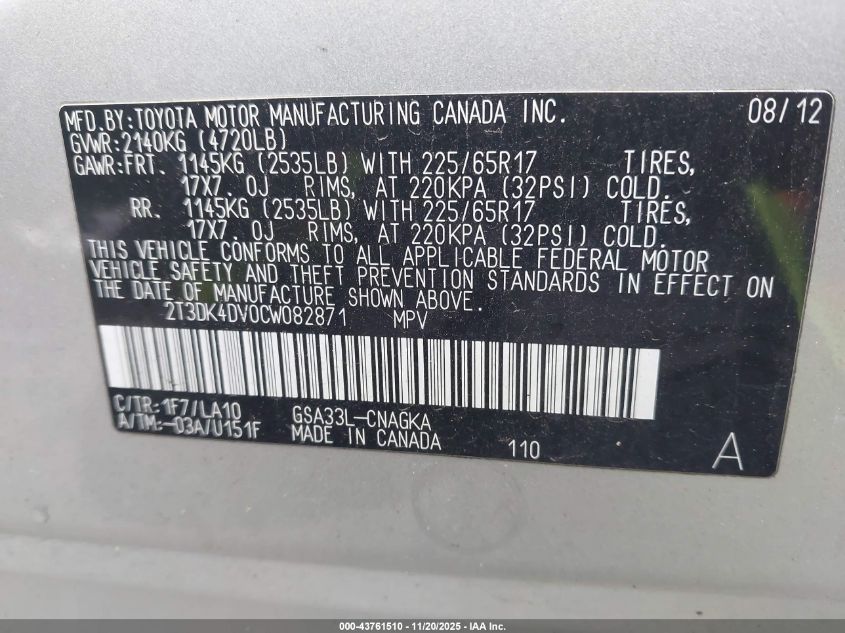 MFD.BY:TOYOTA MOTOR MANUFACTURING CANADA INC. 08/12
GVWR:2140KG (4720LB)
GAWR:FRT. 1145KG (2535LB) WITH 225/65R17 TIRES,
17X7. 0J RIMS, AT 220KPA (32PSI) COLD.
RR. 1145KG (2535LB) WITH 225/65R17 TIRES,
17X7. 0J RIMS, AT 220KPA (32PSI) COLD.
THIS VEHICLE CONFORMS TO ALL APPLICABLE FEDERAL MOTOR
VEHICLE SAFETY AND THEFT PREVENTION STANDARDS IN EFFECT ON
THE DATE OF MANUFACTURE SHOWN ABOVE.
2T3DK4DV0CW082871 MPV
C/TR:1F7/LA10 GSA33L-CNAGKA
A/TM:-03A/U151F MADE IN CANADA 110 A
000-43761510 | 11/20/2025 - IAA Inc.